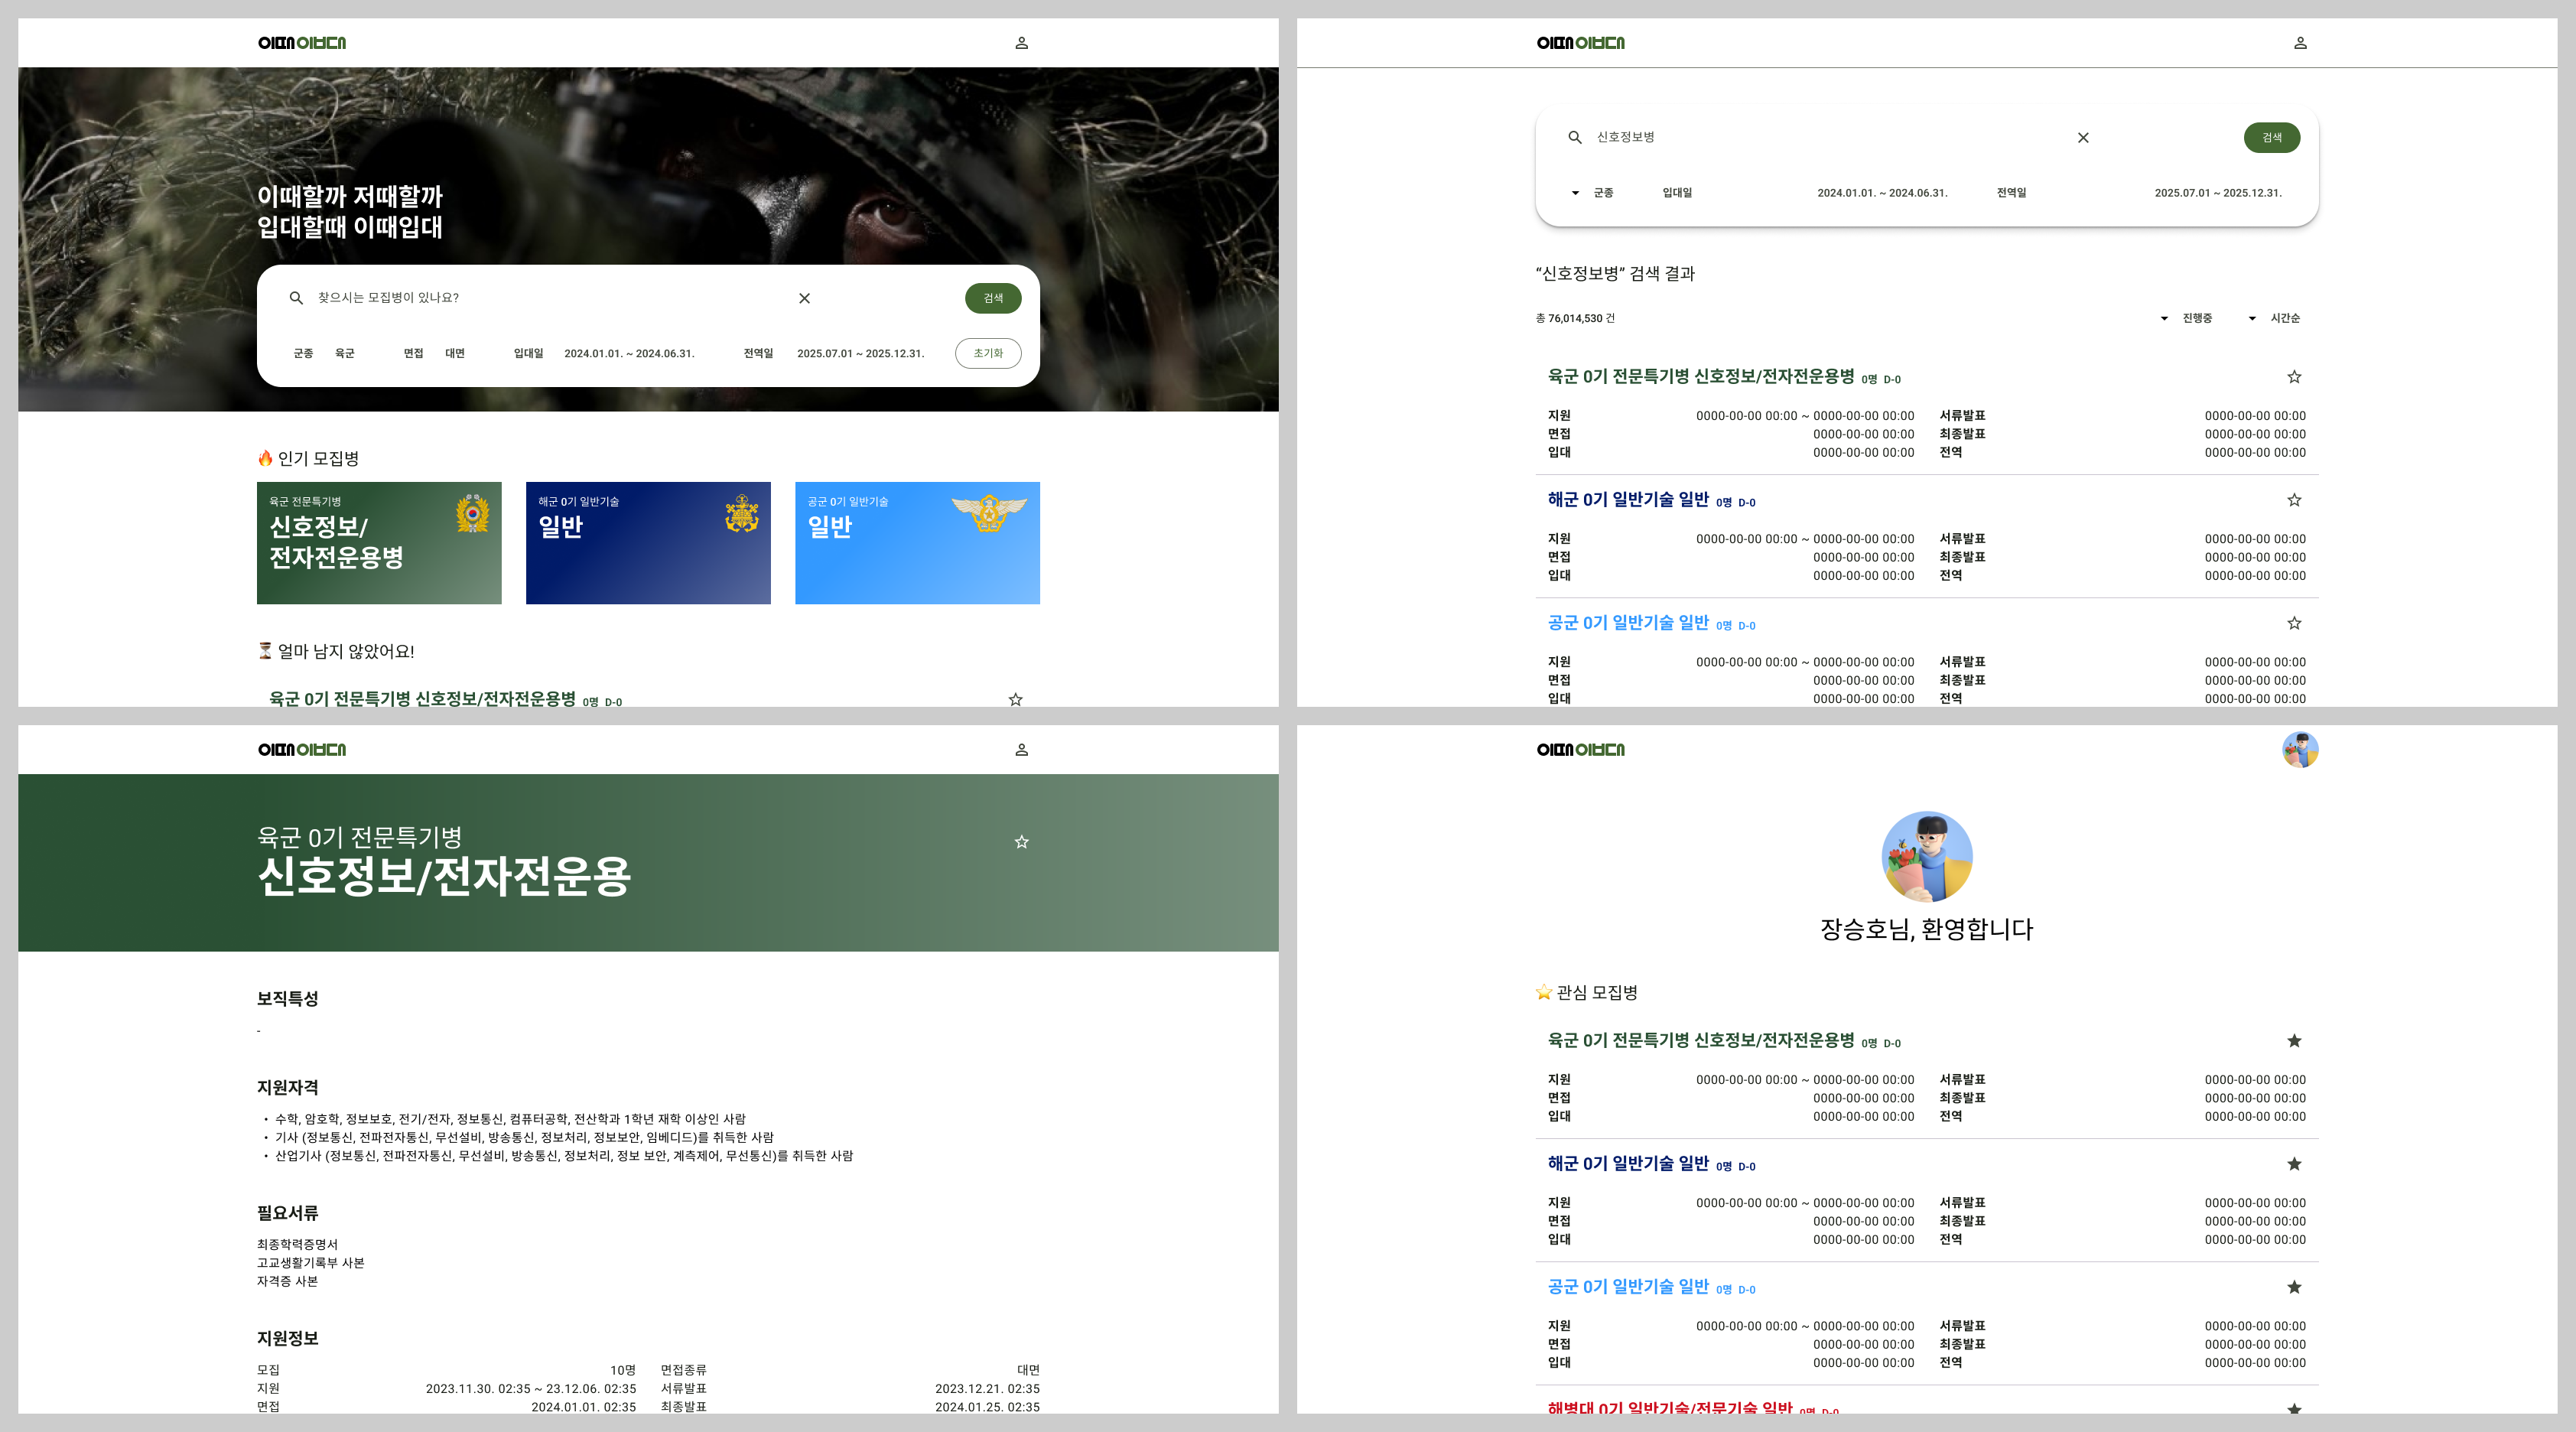 이때이입대
이때할까 저때할까
입대할때 이때입대
찾으시는 모집병이 있나요?
검색
군종 육군 면접 대면 입대일 2024.01.01. ~ 2024.06.31. 전역일 2025.07.01 ~ 2025.12.31. 초기화
🔥 인기 모집병
육군 전문특기병
신호정보/
전자전운용병
해군 0기 일반기술
일반
공군 0기 일반기술
일반
⏳ 얼마 남지 않았어요!
육군 0기 전문특기병 신호정보/전자전운용병 0명 D-0
이때입대
신호정보병
검색
군종 입대일 2024.01.01. ~ 2024.06.31. 전역일 2025.07.01 ~ 2025.12.31.
“신호정보병” 검색 결과
총 76,014,530 건 진행중 시간순
육군 0기 전문특기병 신호정보/전자전운용병 0명 D-0
지원 0000-00-00 00:00 ~ 0000-00-00 00:00 서류발표 0000-00-00 00:00
면접 0000-00-00 00:00 최종발표 0000-00-00 00:00
입대 0000-00-00 00:00 전역 0000-00-00 00:00
해군 0기 일반기술 일반 0명 D-0
지원 0000-00-00 00:00 ~ 0000-00-00 00:00 서류발표 0000-00-00 00:00
면접 0000-00-00 00:00 최종발표 0000-00-00 00:00
입대 0000-00-00 00:00 전역 0000-00-00 00:00
공군 0기 일반기술 일반 0명 D-0
지원 0000-00-00 00:00 ~ 0000-00-00 00:00 서류발표 0000-00-00 00:00
면접 0000-00-00 00:00 최종발표 0000-00-00 00:00
입대 0000-00-00 00:00 전역 0000-00-00 00:00
이때입대
육군 0기 전문특기병
신호정보/전자전운용
보직특성
-
지원자격
• 수학, 암호학, 정보보호, 전기/전자, 정보통신, 컴퓨터공학, 전산학과 1학년 재학 이상인 사람
• 기사 (정보통신, 전파전자통신, 무선설비, 방송통신, 정보처리, 정보보안, 임베디드)를 취득한 사람
• 산업기사 (정보통신, 전파전자통신, 무선설비, 방송통신, 정보처리, 정보 보안, 계측제어, 무선통신)를 취득한 사람
필요서류
최종학력증명서
고교생활기록부 사본
자격증 사본
지원정보
모집 10명 면접종류 대면
지원 2023.11.30. 02:35 ~ 23.12.06. 02:35 서류발표 2023.12.21. 02:35
면접 2024.01.01. 02:35 최종발표 2024.01.25. 02:35
이때입대
장승호님, 환영합니다
⭐ 관심 모집병
육군 0기 전문특기병 신호정보/전자전운용병 0명 D-0
지원 0000-00-00 00:00 ~ 0000-00-00 00:00 서류발표 0000-00-00 00:00
면접 0000-00-00 00:00 최종발표 0000-00-00 00:00
입대 0000-00-00 00:00 전역 0000-00-00 00:00
해군 0기 일반기술 일반 0명 D-0
지원 0000-00-00 00:00 ~ 0000-00-00 00:00 서류발표 0000-00-00 00:00
면접 0000-00-00 00:00 최종발표 0000-00-00 00:00
입대 0000-00-00 00:00 전역 0000-00-00 00:00
공군 0기 일반기술 일반 0명 D-0
지원 0000-00-00 00:00 ~ 0000-00-00 00:00 서류발표 0000-00-00 00:00
면접 0000-00-00 00:00 최종발표 0000-00-00 00:00
입대 0000-00-00 00:00 전역 0000-00-00 00:00
해병대 0기 일반기술/전문기술 일반 0명 D-0